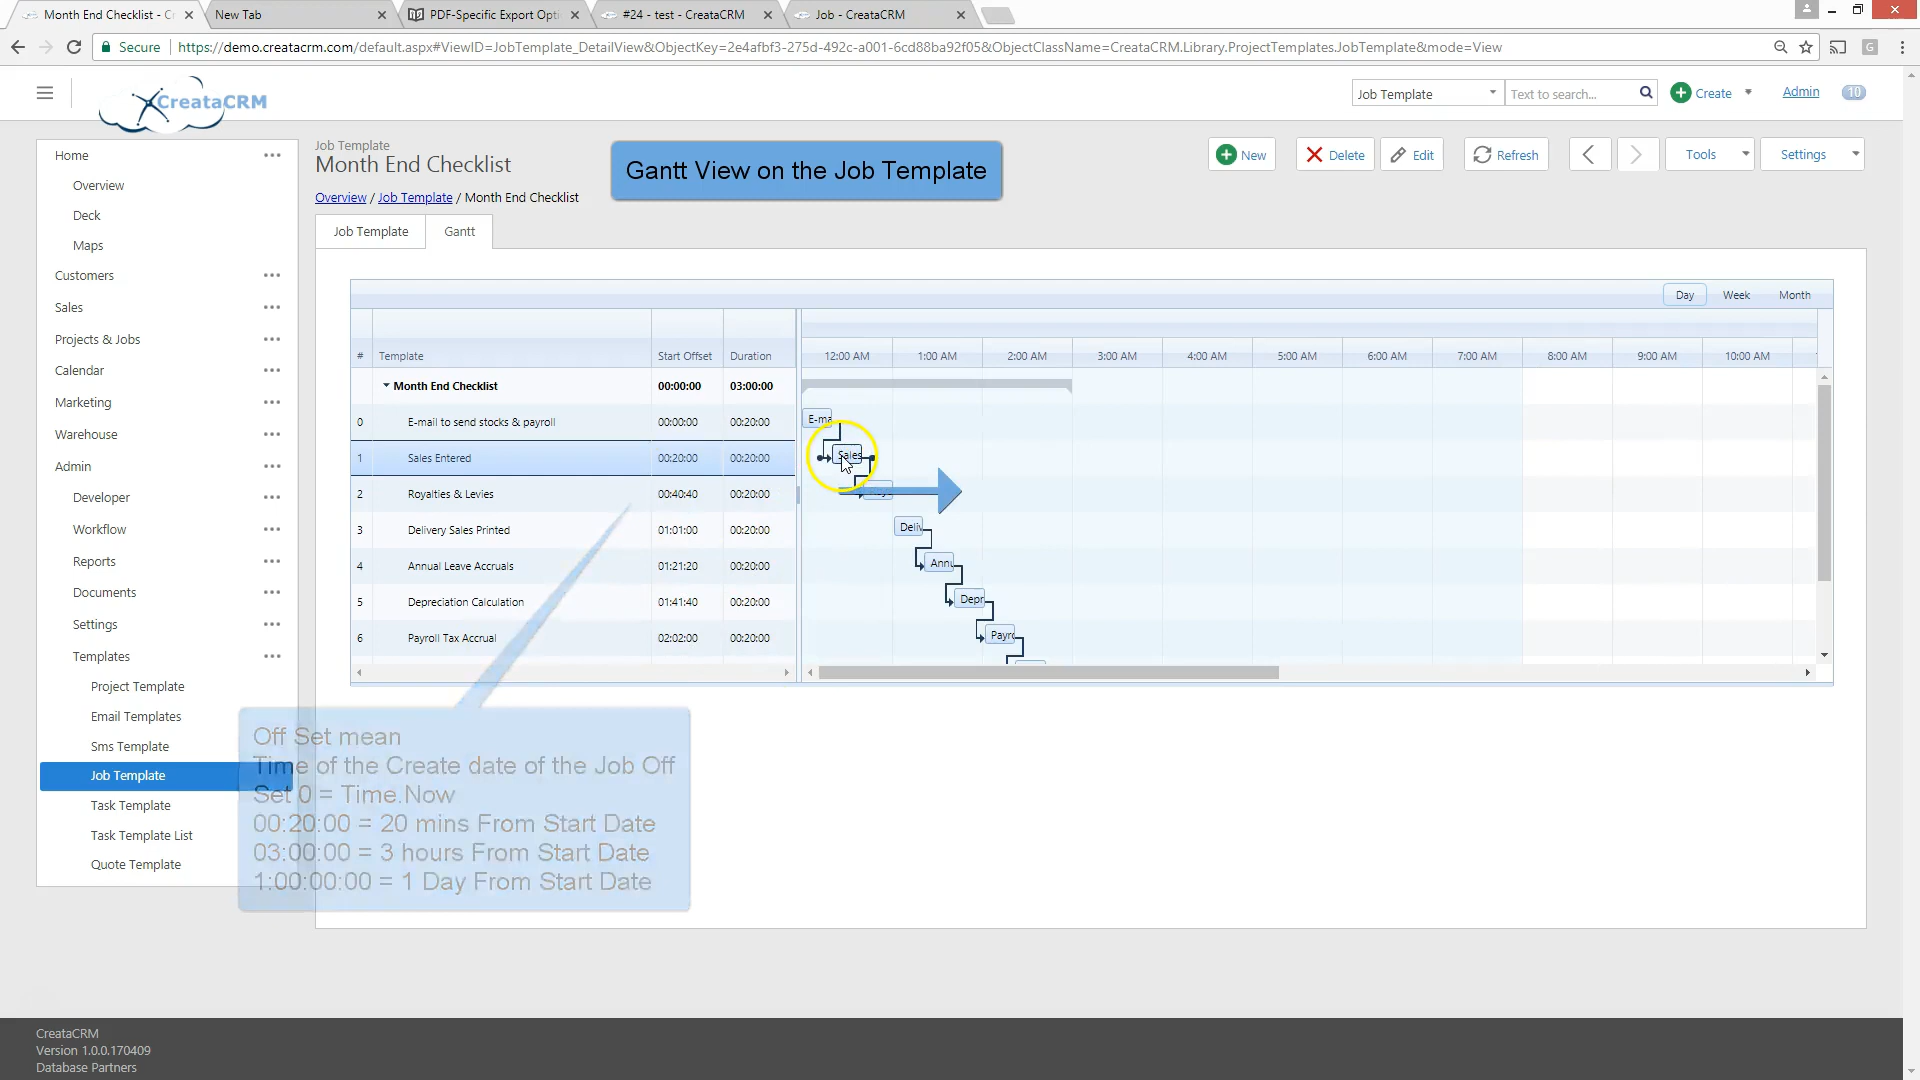 Month End Checklist - C
New Tab
PDF-Specific Export Opti
#24 - test - CreataCRM
Job - CreataCRM
Secure
https://demo.creatacrm.com/default.aspx#ViewID=JobTemplate_DetailView&ObjectKey=2e4afbf3-275d-492c-a001-6cd88ba92f05&ObjectClassName=CreataCRM.Library.ProjectTemplates.JobTemplate&mode=View
G
CreataCRM
Job Template
Text to search...
Create
Admin
10
Home
Overview
Deck
Maps
Customers
Sales
Projects & Jobs
Calendar
Marketing
Warehouse
Admin
Developer
Workflow
Reports
Documents
Settings
Templates
Project Template
Email Templates
Sms Template
Job Template
Task Template
Task Template List
Quote Template
Job Template
Month End Checklist
Gantt View on the Job Template
New
Delete
Edit
Refresh
Tools
Settings
Overview / Job Template / Month End Checklist
Job Template
Gantt
Day
Week
Month
# Template Start Offset Duration
12:00 AM 1:00 AM 2:00 AM 3:00 AM 4:00 AM 5:00 AM 6:00 AM 7:00 AM 8:00 AM 9:00 AM 10:00 AM
Month End Checklist 00:00:00 03:00:00
0 E-mail to send stocks & payroll 00:00:00 00:20:00 E-ma
1 Sales Entered 00:20:00 00:20:00 Sales
2 Royalties & Levies 00:40:40 00:20:00
3 Delivery Sales Printed 01:01:00 00:20:00 Deliv
4 Annual Leave Accruals 01:21:20 00:20:00 Annu
5 Depreciation Calculation 01:41:40 00:20:00 Depr
6 Payroll Tax Accrual 02:02:00 00:20:00 Payro
Off Set mean
Time of the Create date of the Job Off
Set 0 = Time.Now
00:20:00 = 20 mins From Start Date
03:00:00 = 3 hours From Start Date
1:00:00:00 = 1 Day From Start Date
CreataCRM
Version 1.0.0.170409
Database Partners